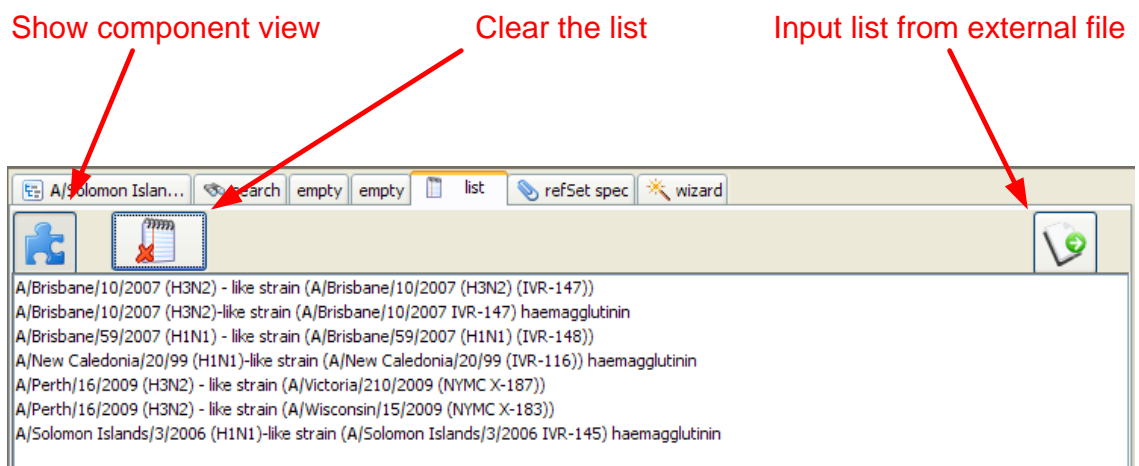 Show component view Clear the list Input list from external file
A/Solomon Islan... search empty empty list refSet spec wizard
A/Brisbane/10/2007 (H3N2) - like strain (A/Brisbane/10/2007 (H3N2) (IVR-147))
A/Brisbane/10/2007 (H3N2)-like strain (A/Brisbane/10/2007 IVR-147) haemagglutinin
A/Brisbane/59/2007 (H1N1) - like strain (A/Brisbane/59/2007 (H1N1) (IVR-148))
A/New Caledonia/20/99 (H1N1)-like strain (A/New Caledonia/20/99 (IVR-116)) haemagglutinin
A/Perth/16/2009 (H3N2) - like strain (A/Victoria/210/2009 (NYMC X-187))
A/Perth/16/2009 (H3N2) - like strain (A/Wisconsin/15/2009 (NYMC X-183))
A/Solomon Islands/3/2006 (H1N1)-like strain (A/Solomon Islands/3/2006 IVR-145) haemagglutinin